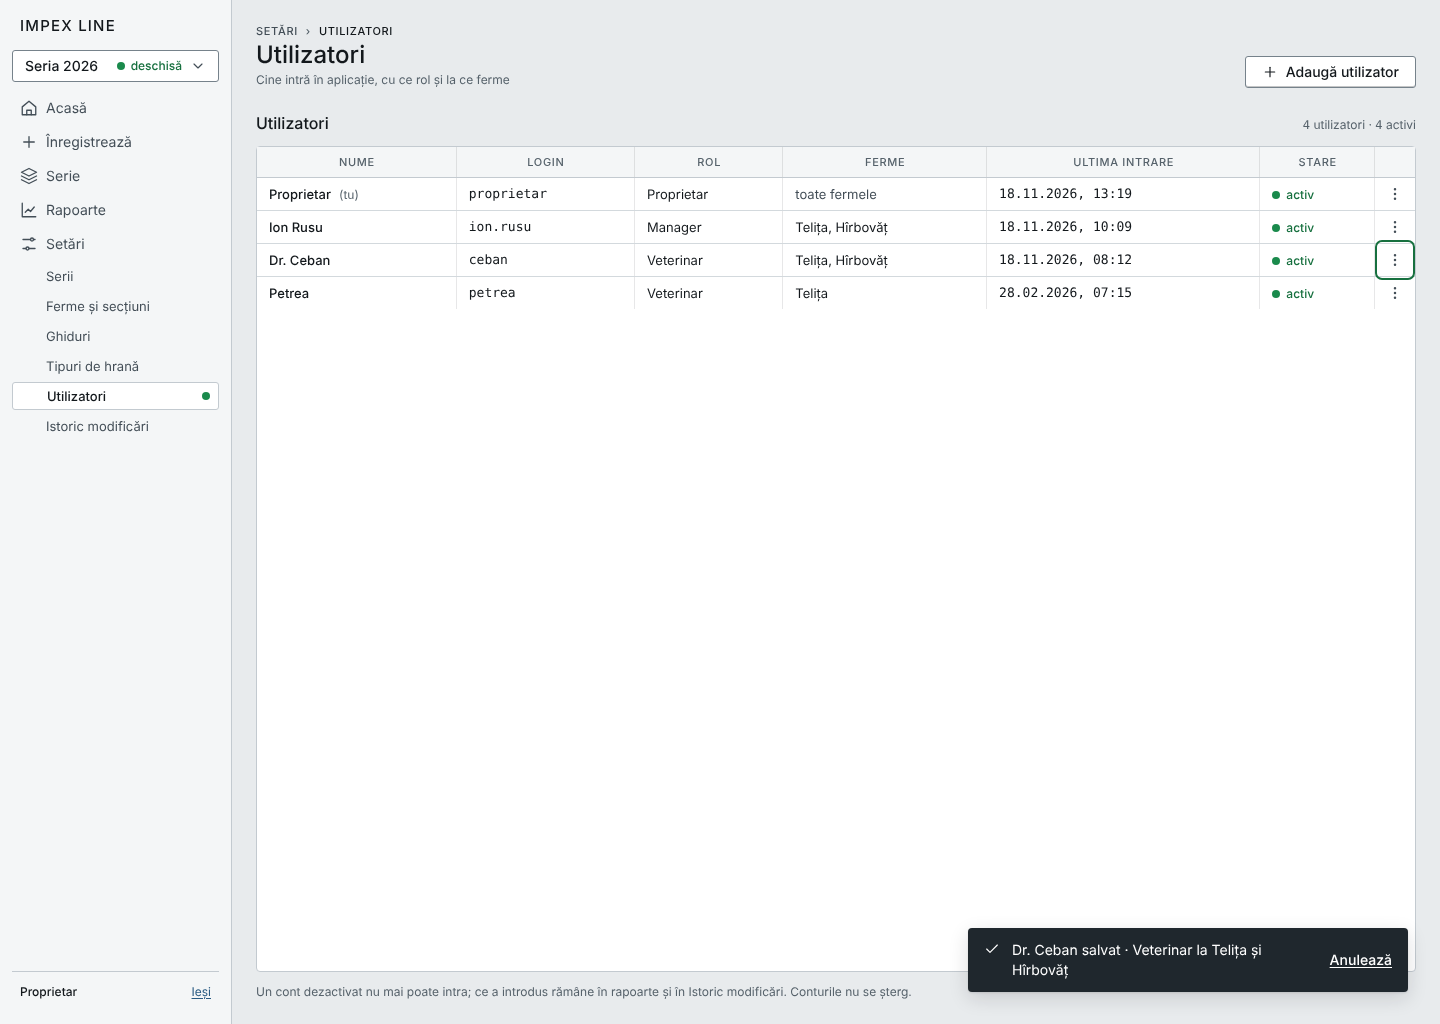 IMPEX LINE
Seria 2026 deschisă
Acasă
Înregistrează
Serie
Rapoarte
Setări
Serii
Ferme și secțiuni
Ghiduri
Tipuri de hrană
Utilizatori
Istoric modificări
Proprietar Ieși
SETĂRI › UTILIZATORI
Utilizatori
Cine intră în aplicație, cu ce rol și la ce ferme
Adaugă utilizator
Utilizatori
4 utilizatori · 4 activi
NUME LOGIN ROL FERME ULTIMA INTRARE STARE
Proprietar (tu) proprietar Proprietar toate fermele 18.11.2026, 13:19 activ
Ion Rusu ion.rusu Manager Telița, Hîrbovăț 18.11.2026, 10:09 activ
Dr. Ceban ceban Veterinar Telița, Hîrbovăț 18.11.2026, 08:12 activ
Petrea petrea Veterinar Telița 28.02.2026, 07:15 activ
Dr. Ceban salvat · Veterinar la Telița și
Hîrbovăț
Anulează
Un cont dezactivat nu mai poate intra; ce a introdus rămâne în rapoarte și în Istoric modificări. Conturile nu se șterg.